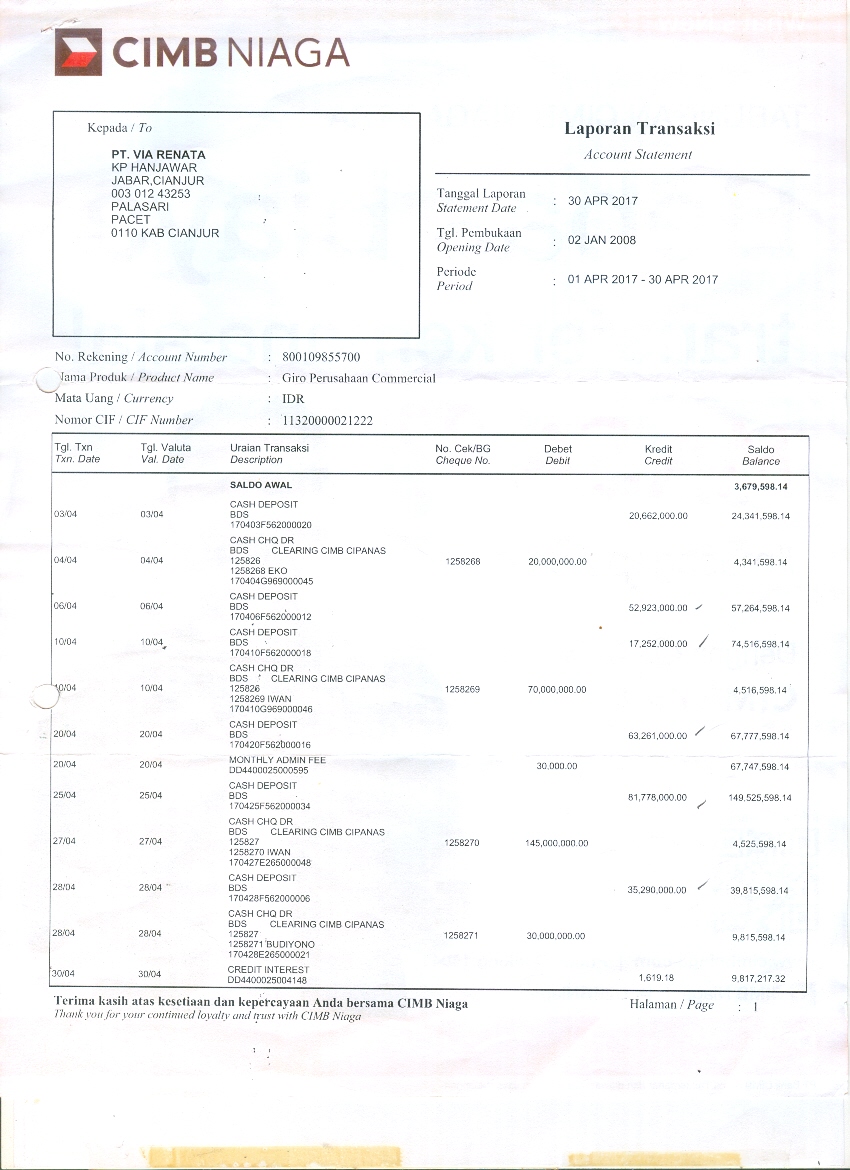 CIMB NIAGA
Kepada / To
PT. VIA RENATA
KP HANJAWAR
JABAR,CIANJUR
003 012 43253
PALASARI
PACET
0110 KAB CIANJUR
Laporan Transaksi
Account Statement
Tanggal Laporan
Statement Date : 30 APR 2017
Tgl. Pembukaan
Opening Date : 02 JAN 2008
Periode
Period : 01 APR 2017 - 30 APR 2017
No. Rekening / Account Number : 800109855700
Nama Produk / Product Name : Giro Perusahaan Commercial
Mata Uang / Currency : IDR
Nomor CIF / CIF Number : 11320000021222
Tgl. Txn Tgl. Valuta Uraian Transaksi No. Cek/BG Debet Kredit Saldo
Txn. Date Val. Date Description Cheque No. Debit Credit Balance
SALDO AWAL 3,679,598.14
CASH DEPOSIT
03/04 03/04 BDS 20,662,000.00 24,341,598.14
170403F562000020
CASH CHQ DR
BDS CLEARING CIMB CIPANAS
04/04 04/04 125826 1258268 20,000,000.00 4,341,598.14
1258268 EKO
170404G969000045
CASH DEPOSIT
06/04 06/04 BDS 52,923,000.00 57,264,598.14
170406F562000012
CASH DEPOSIT
10/04 10/04 BDS 17,252,000.00 74,516,598.14
170410F562000018
CASH CHQ DR
BDS CLEARING CIMB CIPANAS
10/04 10/04 125826 1258269 70,000,000.00 4,516,598.14
1258269 IWAN
170410G969000046
CASH DEPOSIT
20/04 20/04 BDS 63,261,000.00 67,777,598.14
170420F562000016
20/04 20/04 MONTHLY ADMIN FEE 30,000.00 67,747,598.14
DD4400025000595
CASH DEPOSIT
25/04 25/04 BDS 81,778,000.00 149,525,598.14
170425F562000034
CASH CHQ DR
BDS CLEARING CIMB CIPANAS
27/04 27/04 125827 1258270 145,000,000.00 4,525,598.14
1258270 IWAN
170427E265000048
CASH DEPOSIT
28/04 28/04 BDS 35,290,000.00 39,815,598.14
170428F562000006
CASH CHQ DR
BDS CLEARING CIMB CIPANAS
28/04 28/04 125827 1258271 30,000,000.00 9,815,598.14
1258271 BUDIYONO
170428E265000021
30/04 30/04 CREDIT INTEREST 1,619.18 9,817,217.32
DD4400025004148
Terima kasih atas kesetiaan dan kepercayaan Anda bersama CIMB Niaga Halaman / Page : 1
Thank you for your continued loyalty and trust with CIMB Niaga